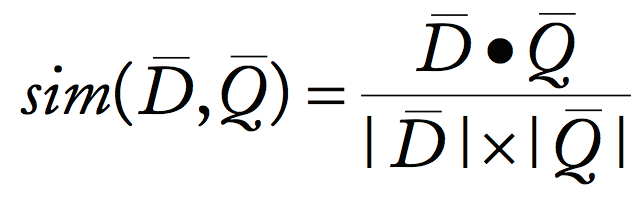 sim(D̅,Q̅) = D̅ • Q̅ / |D̅|×|Q̅|